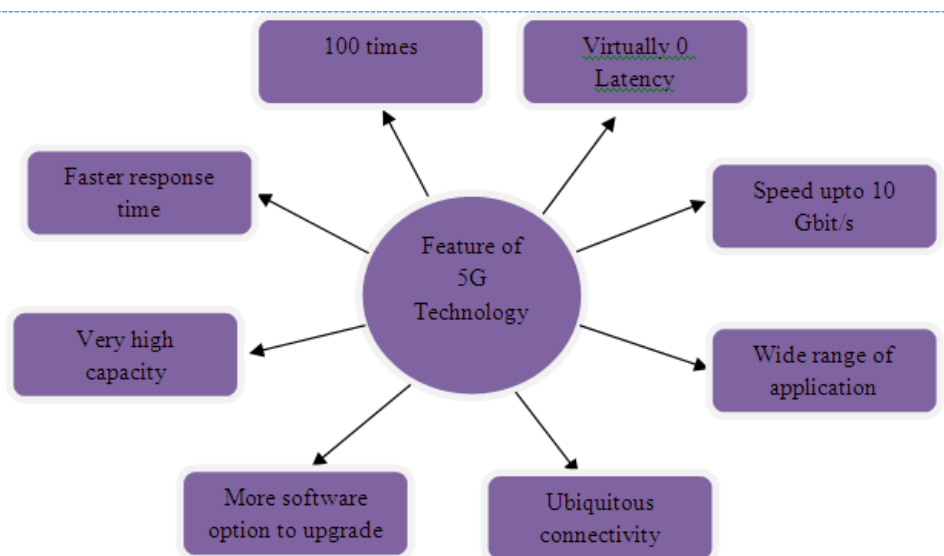 100 times
Virtually 0
Latency
Faster response
time
Speed upto 10
Gbit/s
Feature of
5G
Technology
Very high
capacity
Wide range of
application
More software
option to upgrade
Ubiquitous
connectivity